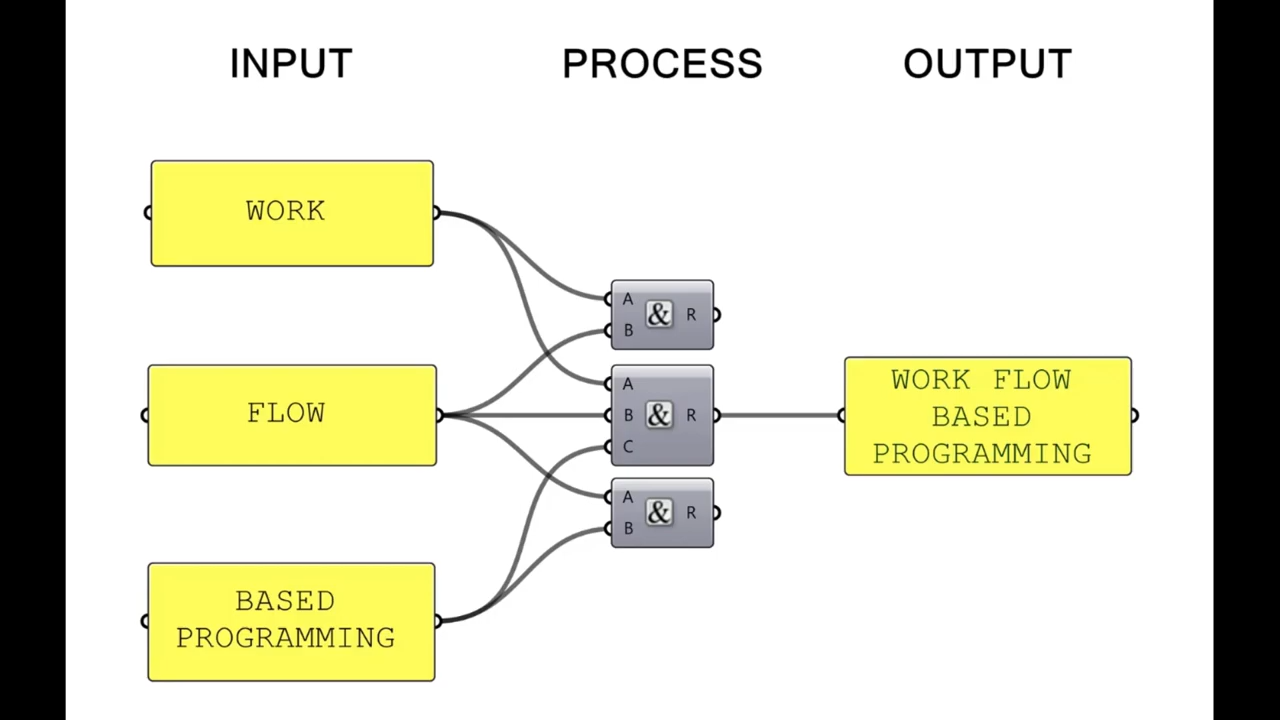 INPUT
PROCESS
OUTPUT
WORK
FLOW
BASED
PROGRAMMING
A
B
& R
A
B
C
& R
A
B
& R
WORK FLOW
BASED
PROGRAMMING